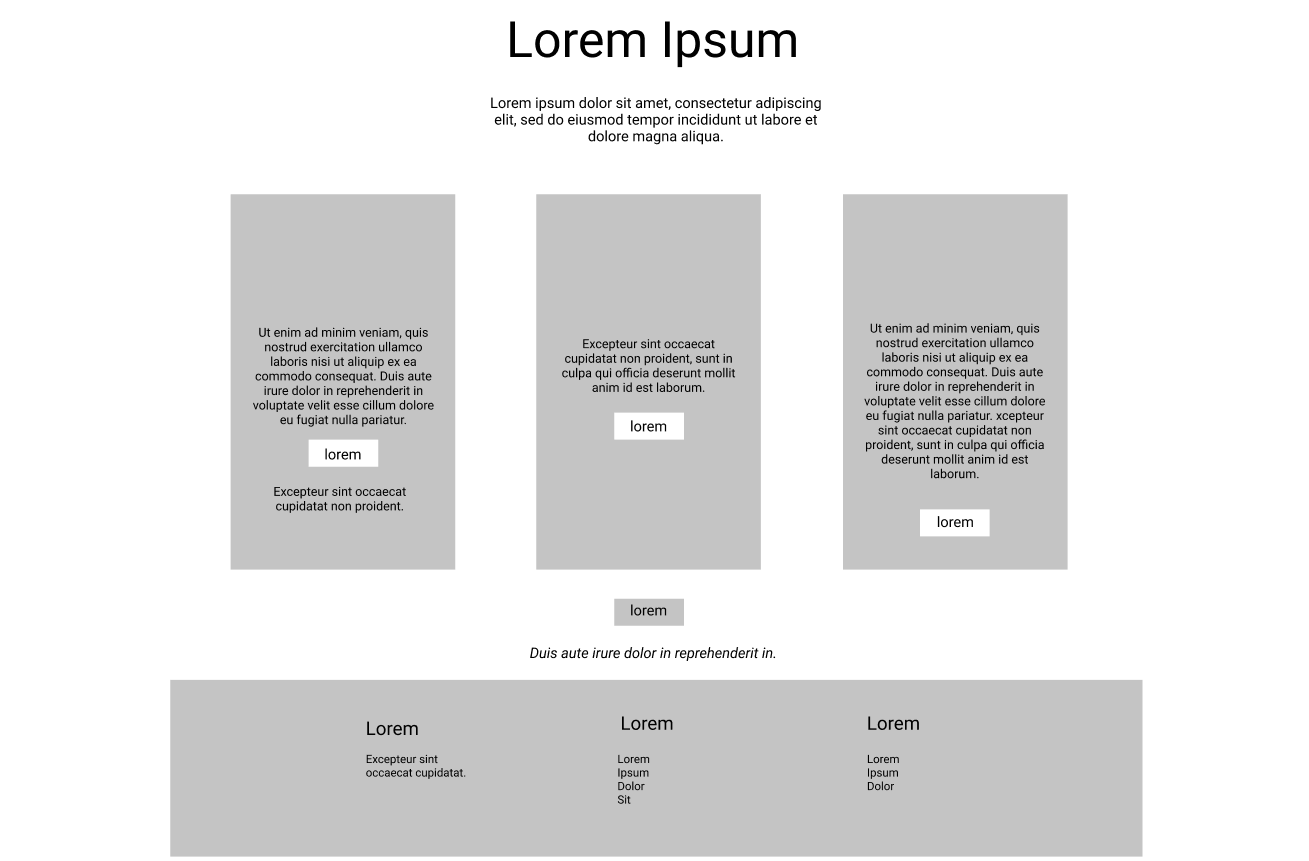 Lorem Ipsum
Lorem ipsum dolor sit amet, consectetur adipiscing
elit, sed do eiusmod tempor incididunt ut labore et
dolore magna aliqua.
Ut enim ad minim veniam, quis
nostrud exercitation ullamco
laboris nisi ut aliquip ex ea
commodo consequat. Duis aute
irure dolor in reprehenderit in
voluptate velit esse cillum dolore
eu fugiat nulla pariatur.
lorem
Excepteur sint occaecat
cupidatat non proident.
Excepteur sint occaecat
cupidatat non proident, sunt in
culpa qui officia deserunt mollit
anim id est laborum.
lorem
Ut enim ad minim veniam, quis
nostrud exercitation ullamco
laboris nisi ut aliquip ex ea
commodo consequat. Duis aute
irure dolor in reprehenderit in
voluptate velit esse cillum dolore
eu fugiat nulla pariatur. xcepteur
sint occaecat cupidatat non
proident, sunt in culpa qui officia
deserunt mollit anim id est
laborum.
lorem
lorem
Duis aute irure dolor in reprehenderit in.
Lorem
Excepteur sint
occaecat cupidatat.
Lorem
Lorem
Ipsum
Dolor
Sit
Lorem
Lorem
Ipsum
Dolor